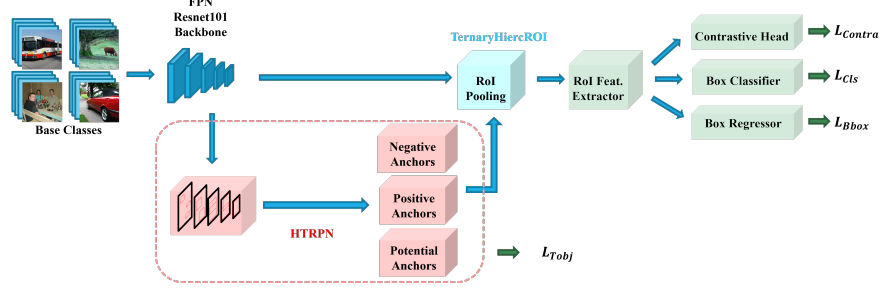 FPN
Resnet101
Backbone
Base Classes
TernaryHiercROI
RoI
Pooling
RoI Feat.
Extractor
Contrastive Head
L_Contra
Box Classifier
L_Cls
Box Regressor
L_Bbox
Negative
Anchors
Positive
Anchors
HTRPN
Potential
Anchors
L_Tobj